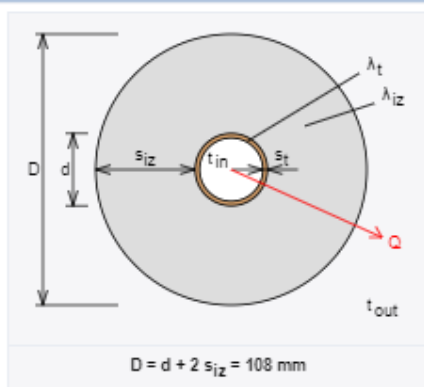 λt
λiz
D
d
siz
tin
st
Q
tout
D = d + 2 siz = 108 mm